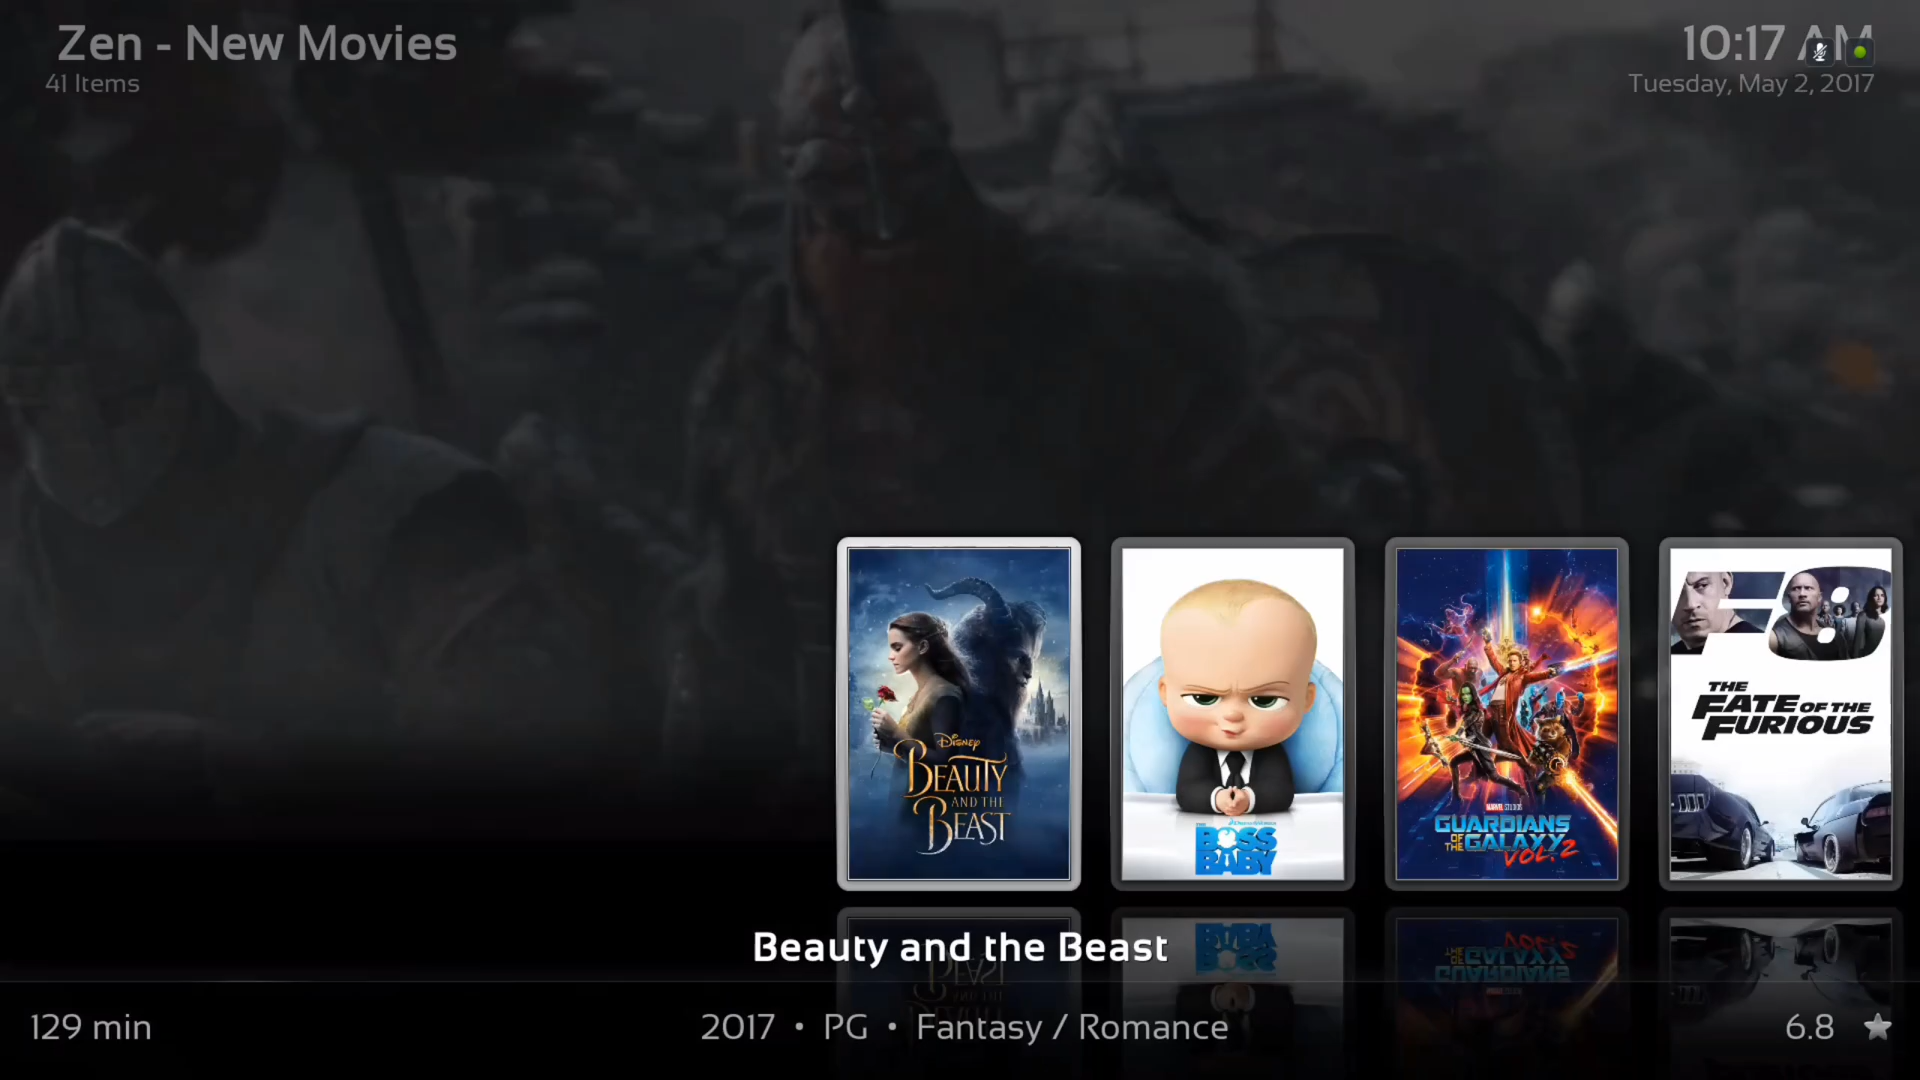 Zen - New Movies
41 Items
10:17 AM
Tuesday, May 2, 2017
Disney
BEAUTY
AND THE
BEAST
BOSS
BABY
MARVEL STUDIOS
GUARDIANS
OF THE GALAXY
VOL. 2
F8
THE
FATE OF THE
FURIOUS
Beauty and the Beast
129 min
2017 • PG • Fantasy / Romance
6.8